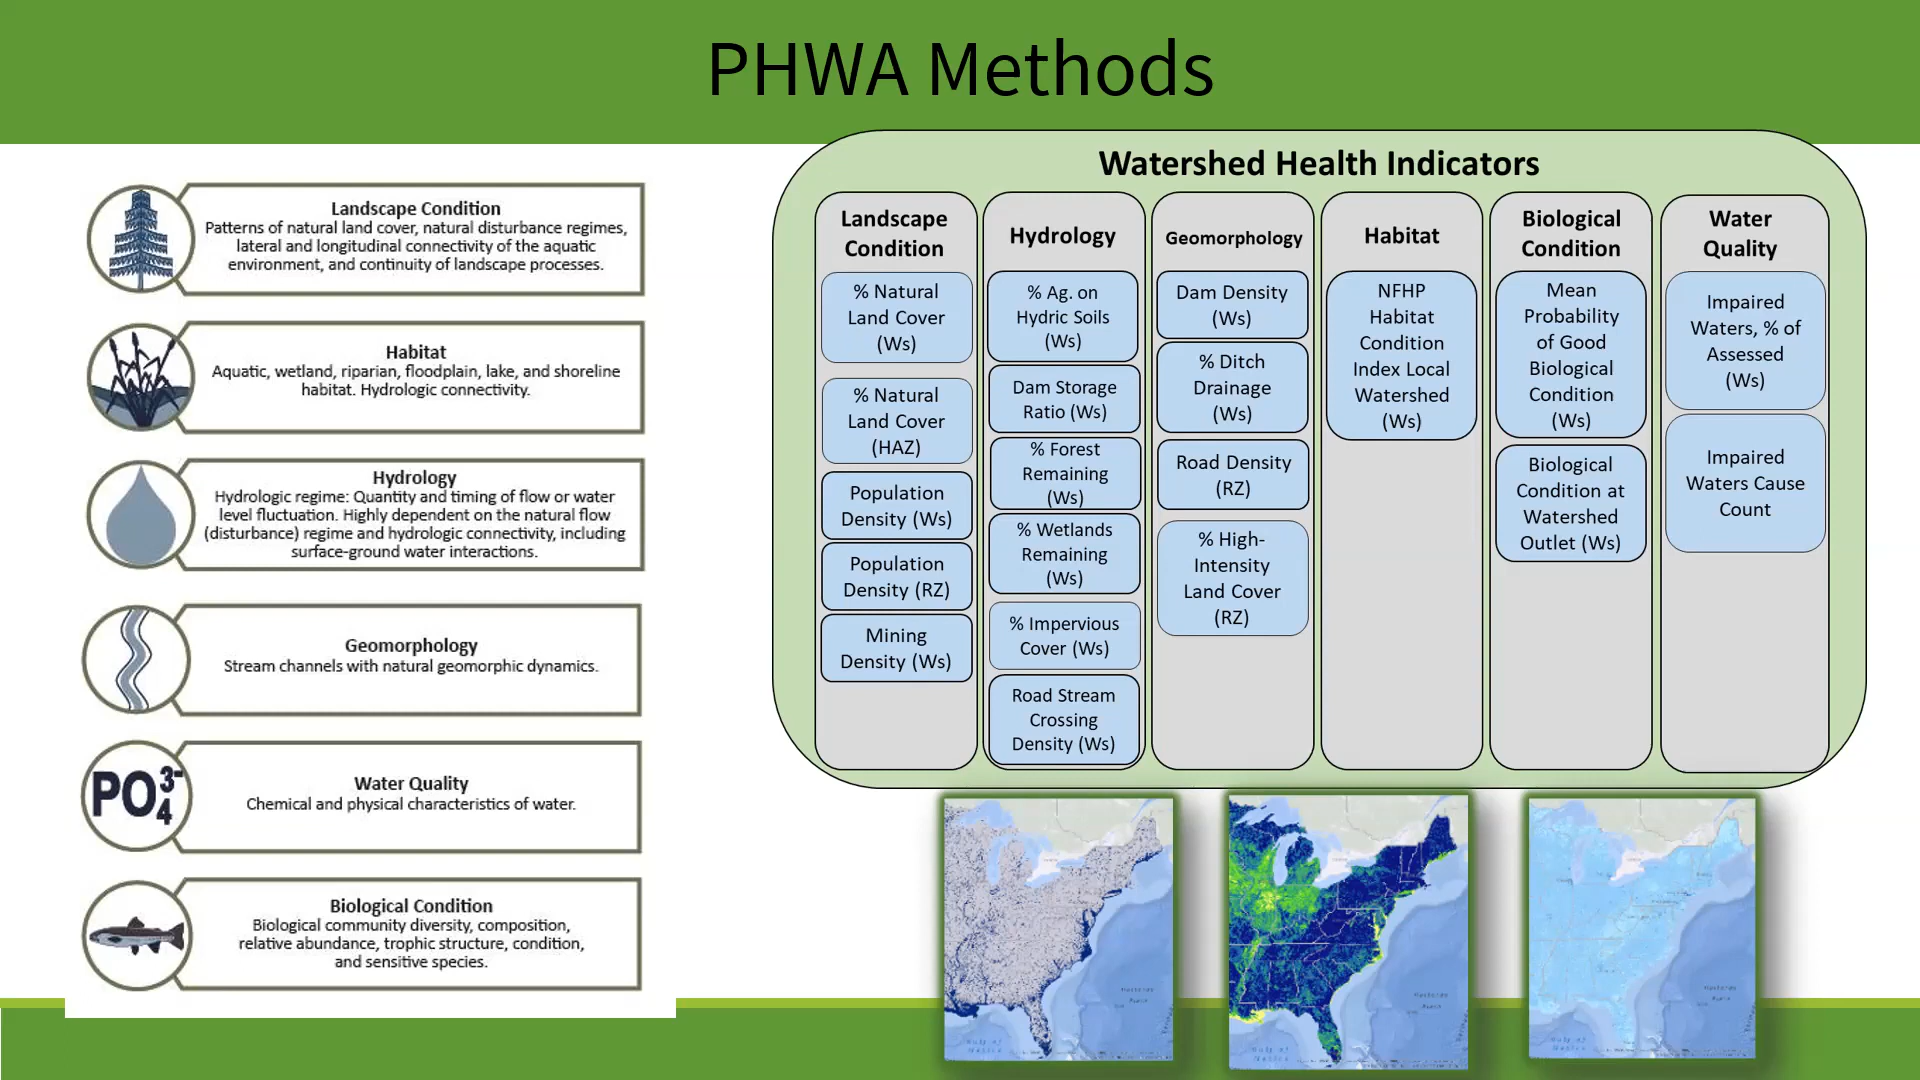 PHWA Methods
Landscape Condition
Patterns of natural land cover, natural disturbance regimes,
lateral and longitudinal connectivity of the aquatic
environment, and continuity of landscape processes.
Habitat
Aquatic, wetland, riparian, floodplain, lake, and shoreline
habitat. Hydrologic connectivity.
Hydrology
Hydrologic regime: Quantity and timing of flow or water
level fluctuation. Highly dependent on the natural flow
(disturbance) regime and hydrologic connectivity, including
surface-ground water interactions.
Geomorphology
Stream channels with natural geomorphic dynamics.
PO₄³⁻
Water Quality
Chemical and physical characteristics of water.
Biological Condition
Biological community diversity, composition,
relative abundance, trophic structure, condition,
and sensitive species.
Watershed Health Indicators
Landscape
Condition
% Natural
Land Cover
(Ws)
% Natural
Land Cover
(HAZ)
Population
Density (Ws)
Population
Density (RZ)
Mining
Density (Ws)
Hydrology
% Ag. on
Hydric Soils
(Ws)
Dam Storage
Ratio (Ws)
% Forest
Remaining
(Ws)
% Wetlands
Remaining
(Ws)
% Impervious
Cover (Ws)
Road Stream
Crossing
Density (Ws)
Geomorphology
Dam Density
(Ws)
% Ditch
Drainage
(Ws)
Road Density
(RZ)
% High-
Intensity
Land Cover
(RZ)
Habitat
NFHP
Habitat
Condition
Index Local
Watershed
(Ws)
Biological
Condition
Mean
Probability
of Good
Biological
Condition
(Ws)
Biological
Condition at
Watershed
Outlet (Ws)
Water
Quality
Impaired
Waters, % of
Assessed
(Ws)
Impaired
Waters Cause
Count